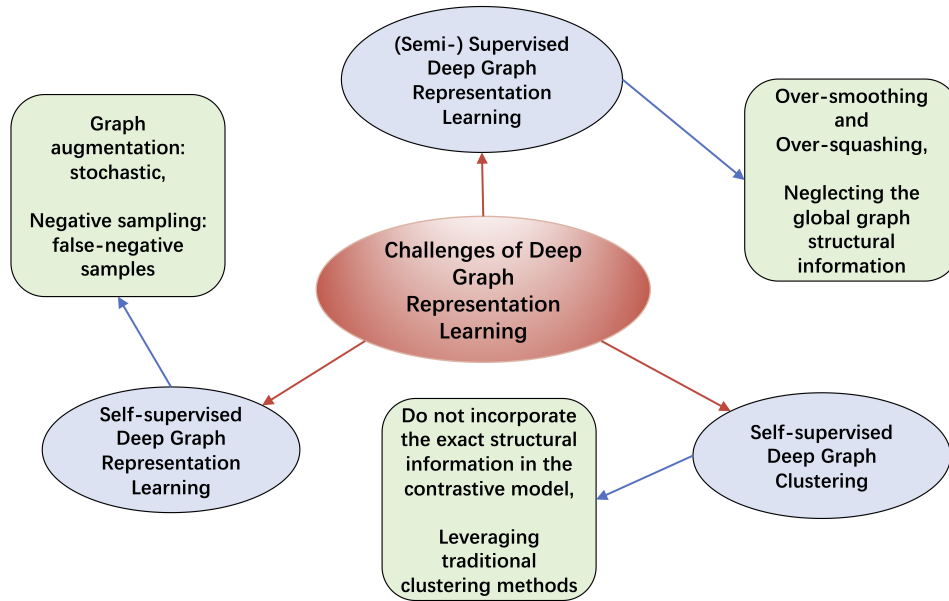 (Semi-) Supervised
Deep Graph
Representation
Learning
Over-smoothing
and
Over-squashing,
Neglecting the
global graph
structural
information
Graph
augmentation:
stochastic,
Negative sampling:
false-negative
samples
Challenges of Deep
Graph
Representation
Learning
Self-supervised
Deep Graph
Representation
Learning
Do not incorporate
the exact structural
information in the
contrastive model,
Leveraging
traditional
clustering methods
Self-supervised
Deep Graph
Clustering